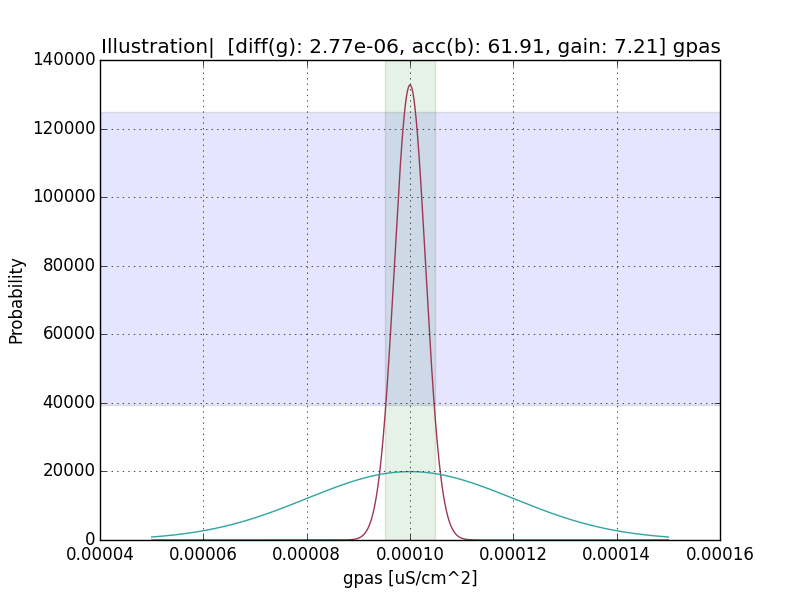 Illustration|  [diff(g): 2.77e-06, acc(b): 61.91, gain: 7.21] gpas
140000
120000
100000
80000
60000
40000
20000
0
Probability
0.00004 0.00006 0.00008 0.00010 0.00012 0.00014 0.00016
gpas [uS/cm^2]